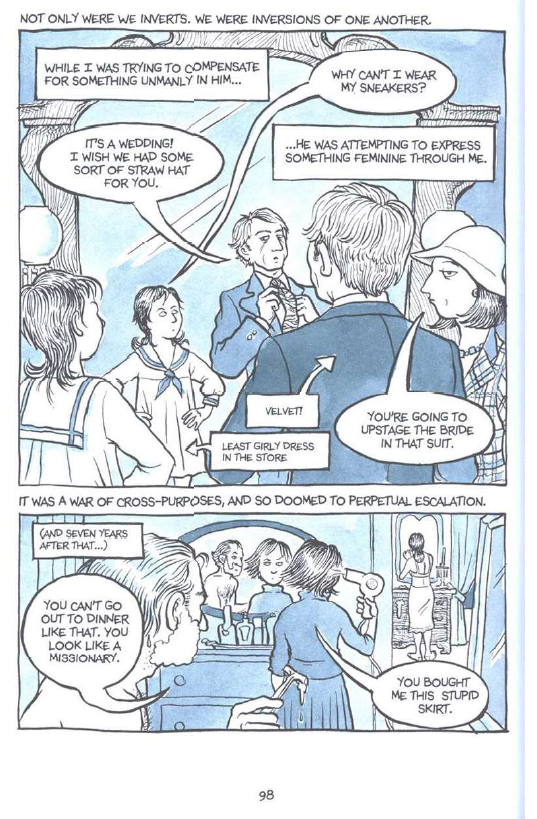 NOT ONLY WERE WE INVERTS. WE WERE INVERSIONS OF ONE ANOTHER.
WHILE I WAS TRYING TO COMPENSATE
FOR SOMETHING UNMANLY IN HIM...
WHY CAN'T I WEAR
MY SNEAKERS?
IT'S A WEDDING!
I WISH WE HAD SOME
SORT OF STRAW HAT
FOR YOU.
...HE WAS ATTEMPTING TO EXPRESS
SOMETHING FEMININE THROUGH ME.
VELVET!
LEAST GIRLY DRESS
IN THE STORE
YOU'RE GOING TO
UPSTAGE THE BRIDE
IN THAT SUIT.
IT WAS A WAR OF CROSS-PURPOSES, AND SO DOOMED TO PERPETUAL ESCALATION.
(AND SEVEN YEARS
AFTER THAT...)
YOU CAN'T GO
OUT TO DINNER
LIKE THAT. YOU
LOOK LIKE A
MISSIONARY.
YOU BOUGHT
ME THIS STUPID
SKIRT.
98